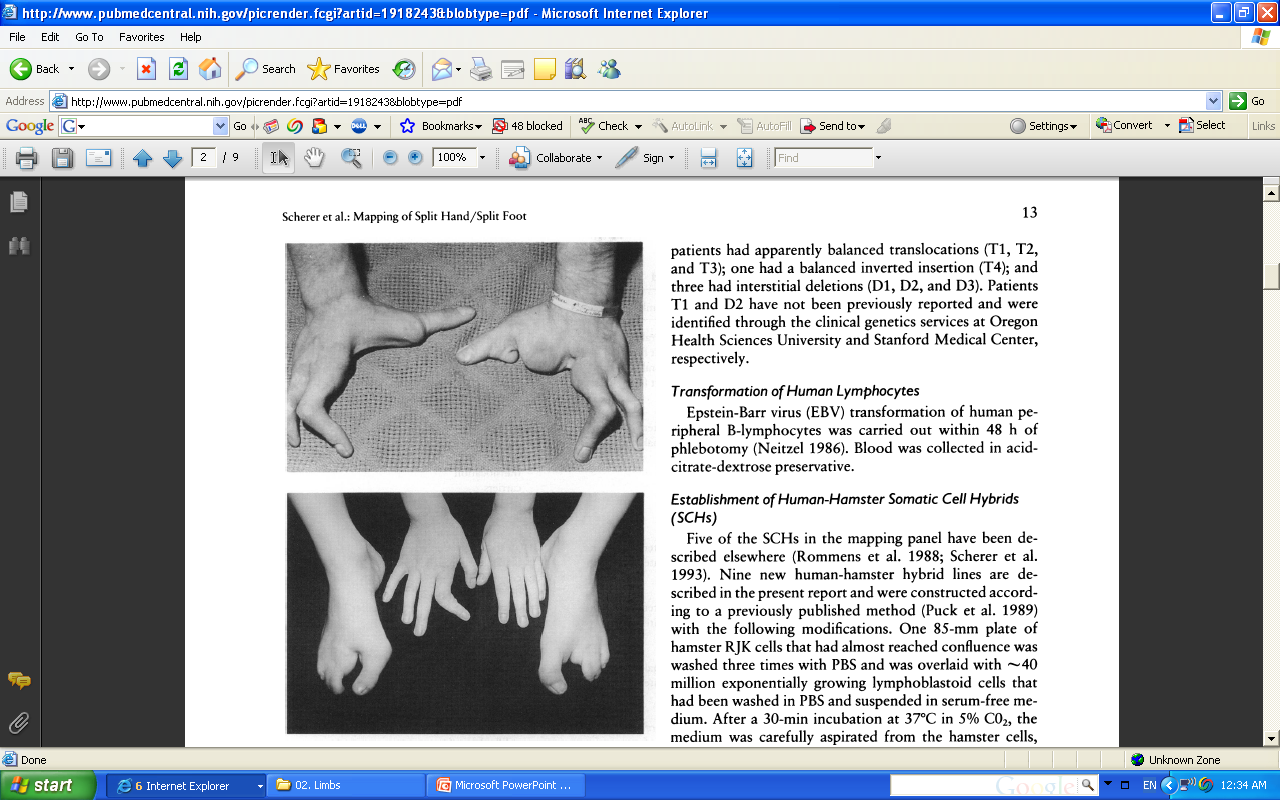 http://www.pubmedcentral.nih.gov/picrender.fcgi?artid=1918243&blobtype=pdf - Microsoft Internet Explorer
File Edit Go To Favorites Help
Back Search Favorites
Address http://www.pubmedcentral.nih.gov/picrender.fcgi?artid=1918243&blobtype=pdf Go
Google G Go DELL Bookmarks 48 blocked ABC Check AutoLink AutoFill Send to Settings Convert Select Links
2 / 9 100% Collaborate Sign Find
Scherer et al.: Mapping of Split Hand/Split Foot 13
patients had apparently balanced translocations (T1, T2,
and T3); one had a balanced inverted insertion (T4); and
three had interstitial deletions (D1, D2, and D3). Patients
T1 and D2 have not been previously reported and were
identified through the clinical genetics services at Oregon
Health Sciences University and Stanford Medical Center,
respectively.
Transformation of Human Lymphocytes
Epstein-Barr virus (EBV) transformation of human pe-
ripheral B-lymphocytes was carried out within 48 h of
phlebotomy (Neitzel 1986). Blood was collected in acid-
citrate-dextrose preservative.
Establishment of Human-Hamster Somatic Cell Hybrids
(SCHs)
Five of the SCHs in the mapping panel have been de-
scribed elsewhere (Rommens et al. 1988; Scherer et al.
1993). Nine new human-hamster hybrid lines are de-
scribed in the present report and were constructed accord-
ing to a previously published method (Puck et al. 1989)
with the following modifications. One 85-mm plate of
hamster RJK cells that had almost reached confluence was
washed three times with PBS and was overlaid with ~40
million exponentially growing lymphoblastoid cells that
had been washed in PBS and suspended in serum-free me-
dium. After a 30-min incubation at 37°C in 5% C0₂, the
medium was carefully aspirated from the hamster cells,
Done Unknown Zone
start 6 Internet Explorer 02. Limbs Microsoft PowerPoint ... Google EN 12:34 AM